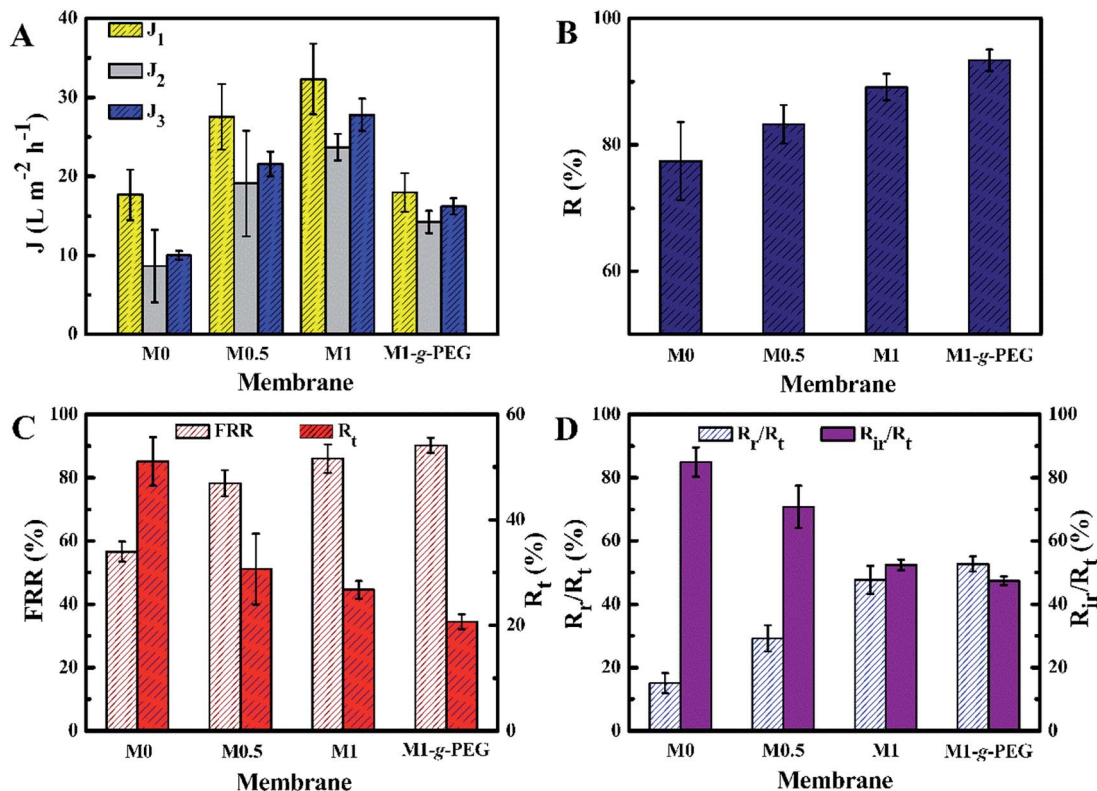 A
J1
J2
J3
J (L m-2 h-1)
40
30
20
10
0
M0 M0.5 M1 M1-g-PEG
Membrane
B
R (%)
100
80
60
M0 M0.5 M1 M1-g-PEG
Membrane
C
FRR Rt
FRR (%)
100
80
60
40
20
0
Rt (%)
60
40
20
0
M0 M0.5 M1 M1-g-PEG
Membrane
D
Rr/Rt Rir/Rt
Rr/Rt (%)
100
80
60
40
20
0
Rir/Rt (%)
100
80
60
40
20
0
M0 M0.5 M1 M1-g-PEG
Membrane